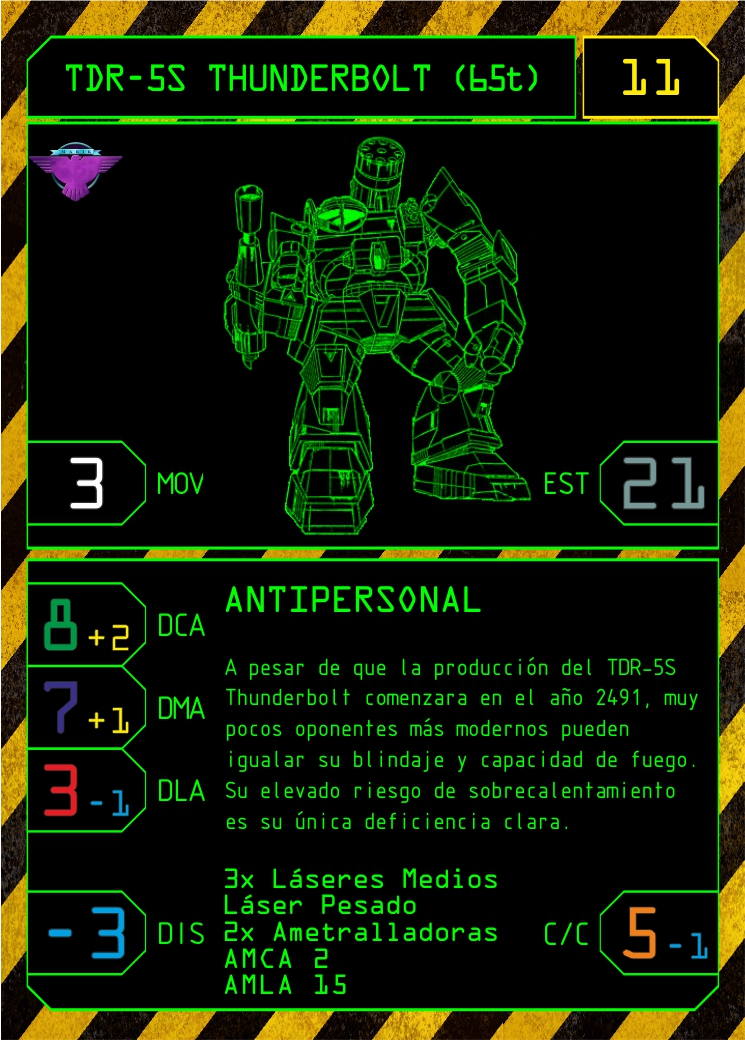 TDR-5S THUNDERBOLT (65t)
11
MARIK
3 MOV
EST 21
8 +2 DCA
7 +1 DMA
3 -1 DLA
-3 DIS
ANTIPERSONAL
A pesar de que la producción del TDR-5S
Thunderbolt comenzara en el año 2491, muy
pocos oponentes más modernos pueden
igualar su blindaje y capacidad de fuego.
Su elevado riesgo de sobrecalentamiento
es su única deficiencia clara.
3x Láseres Medios
Láser Pesado
2x Ametralladoras
AMCA 2
AMLA 15
C/C 5 -1